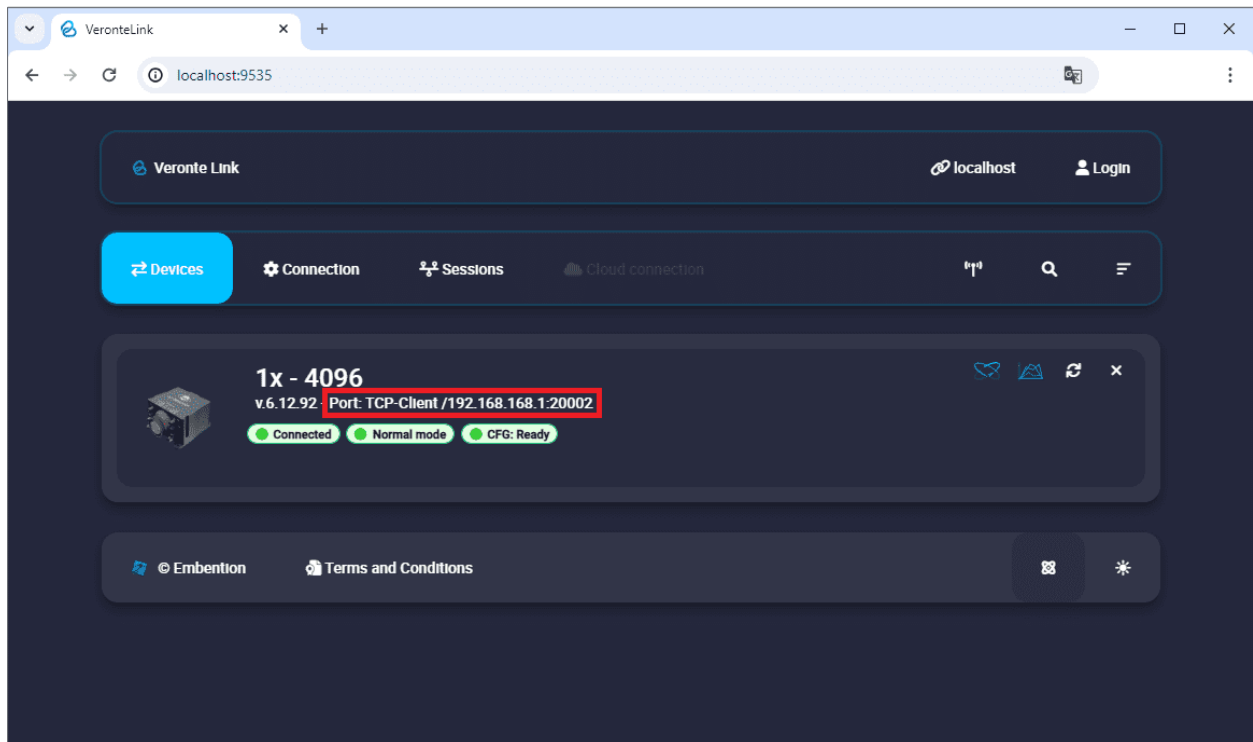 VeronteLink
localhost:9535
Veronte Link localhost Login
Devices Connection Sessions Cloud connection
1x - 4096
v.6.12.92 - Port: TCP-Client /192.168.168.1:20002
Connected Normal mode CFG: Ready
© Embention Terms and Conditions